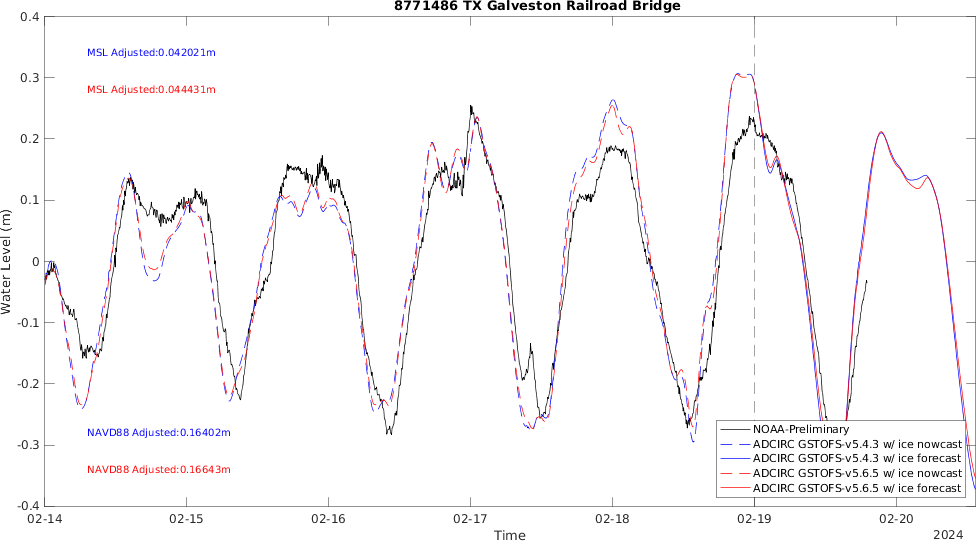 8771486 TX Galveston Railroad Bridge
0.4
0.3
0.2
0.1
0
-0.1
-0.2
-0.3
-0.4
Water Level (m)
MSL Adjusted:0.042021m
MSL Adjusted:0.044431m
NAVD88 Adjusted:0.16402m
NAVD88 Adjusted:0.16643m
NOAA-Preliminary
ADCIRC GSTOFS-v5.4.3 w/ ice nowcast
ADCIRC GSTOFS-v5.4.3 w/ ice forecast
ADCIRC GSTOFS-v5.6.5 w/ ice nowcast
ADCIRC GSTOFS-v5.6.5 w/ ice forecast
02-14 02-15 02-16 02-17 02-18 02-19 02-20
Time
2024